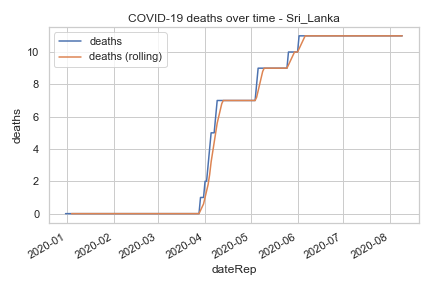 COVID-19 deaths over time - Sri_Lanka
deaths
deaths (rolling)
10
8
6
4
2
0
deaths
2020-01
2020-02
2020-03
2020-04
2020-05
2020-06
2020-07
2020-08
dateRep